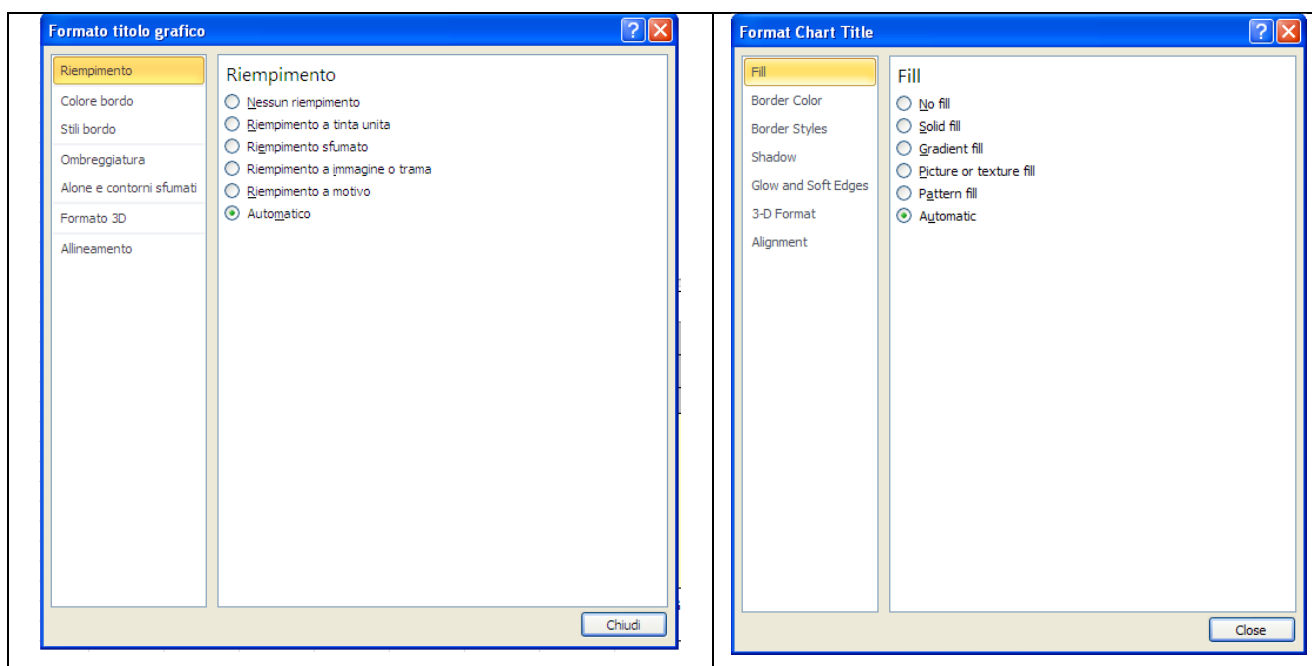 Formato titolo grafico
Riempimento
Colore bordo
Stili bordo
Ombreggiatura
Alone e contorni sfumati
Formato 3D
Allineamento
Riempimento
Nessun riempimento
Riempimento a tinta unita
Riempimento sfumato
Riempimento a immagine o trama
Riempimento a motivo
Automatico
Chiudi
Format Chart Title
Fill
Border Color
Border Styles
Shadow
Glow and Soft Edges
3-D Format
Alignment
Fill
No fill
Solid fill
Gradient fill
Picture or texture fill
Pattern fill
Automatic
Close